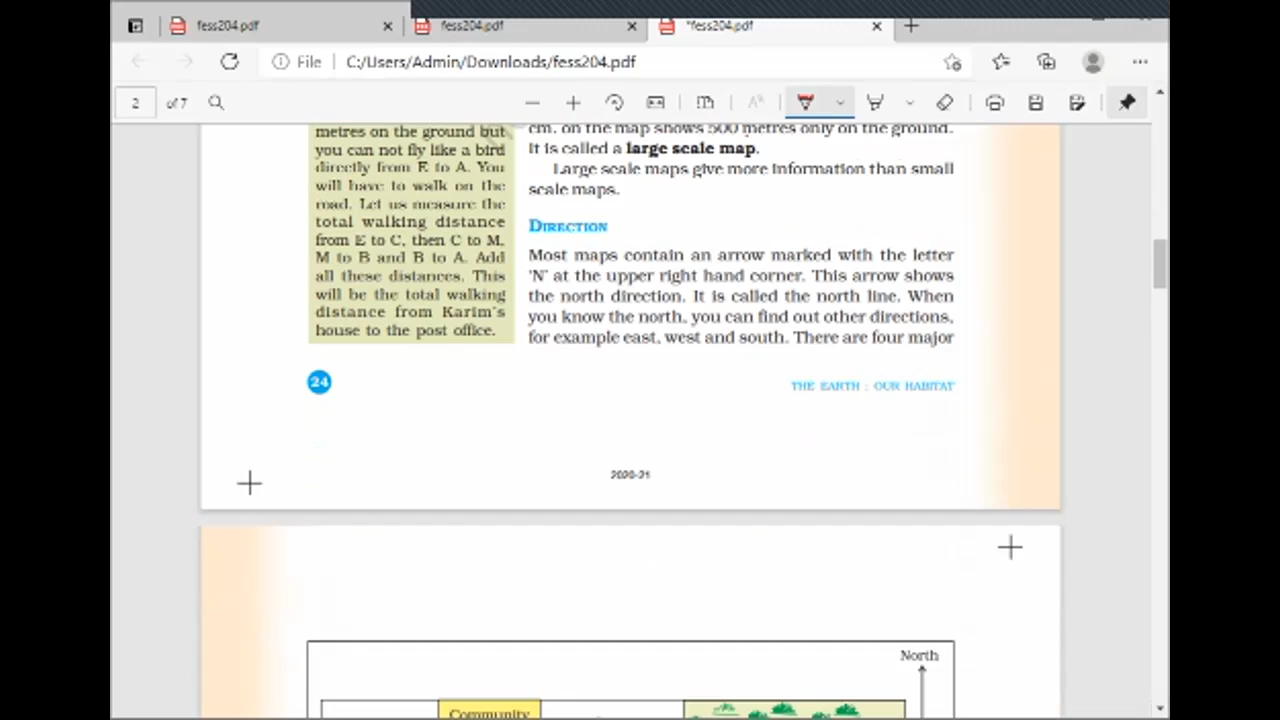 fess204.pdf
fess204.pdf
*fess204.pdf
File
C:/Users/Admin/Downloads/fess204.pdf
2
of 7
metres on the ground but
you can not fly like a bird
directly from E to A. You
will have to walk on the
road. Let us measure the
total walking distance
from E to C, then C to M,
M to B and B to A. Add
all these distances. This
will be the total walking
distance from Karim's
house to the post office.
cm. on the map shows 500 metres only on the ground.
It is called a large scale map.
Large scale maps give more information than small
scale maps.
DIRECTION
Most maps contain an arrow marked with the letter
'N' at the upper right hand corner. This arrow shows
the north direction. It is called the north line. When
you know the north, you can find out other directions,
for example east, west and south. There are four major
24
THE EARTH : OUR HABITAT
2020-21
North
Community